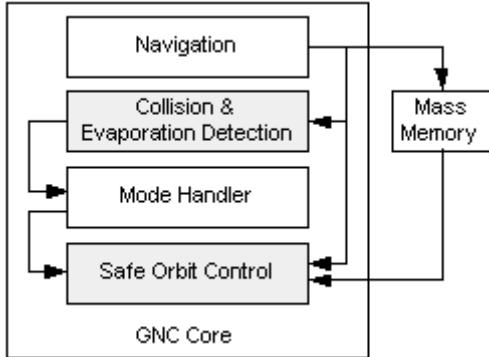 Navigation
Collision &
Evaporation Detection
Mass
Memory
Mode Handler
Safe Orbit Control
GNC Core